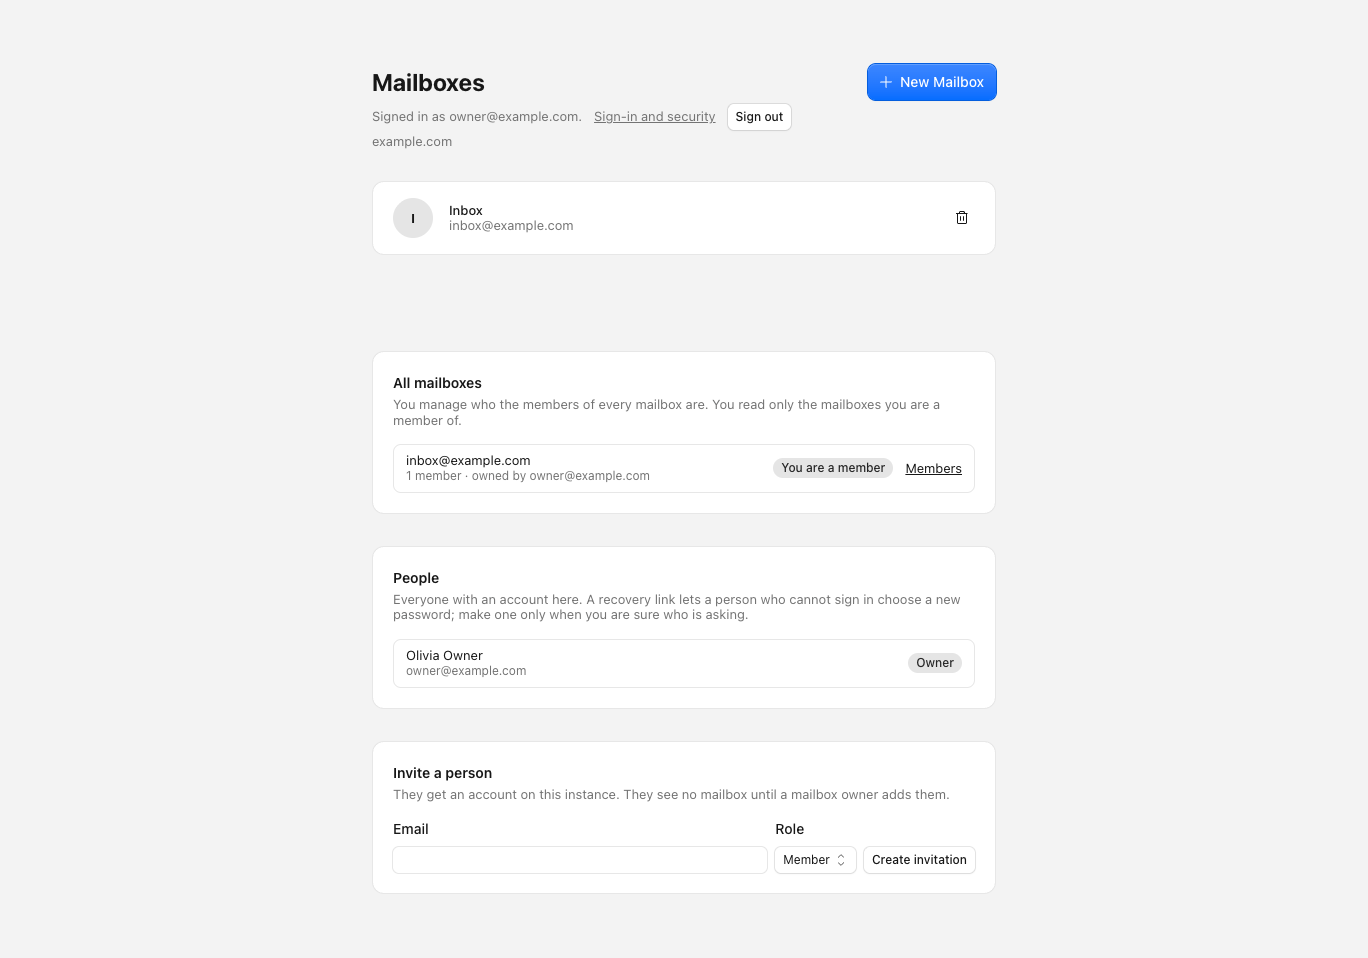 Mailboxes
New Mailbox
Signed in as owner@example.com. Sign-in and security Sign out
example.com
I
Inbox
inbox@example.com
All mailboxes
You manage who the members of every mailbox are. You read only the mailboxes you are a
member of.
inbox@example.com
1 member · owned by owner@example.com
You are a member
Members
People
Everyone with an account here. A recovery link lets a person who cannot sign in choose a new
password; make one only when you are sure who is asking.
Olivia Owner
owner@example.com
Owner
Invite a person
They get an account on this instance. They see no mailbox until a mailbox owner adds them.
Email
Role
Member
Create invitation